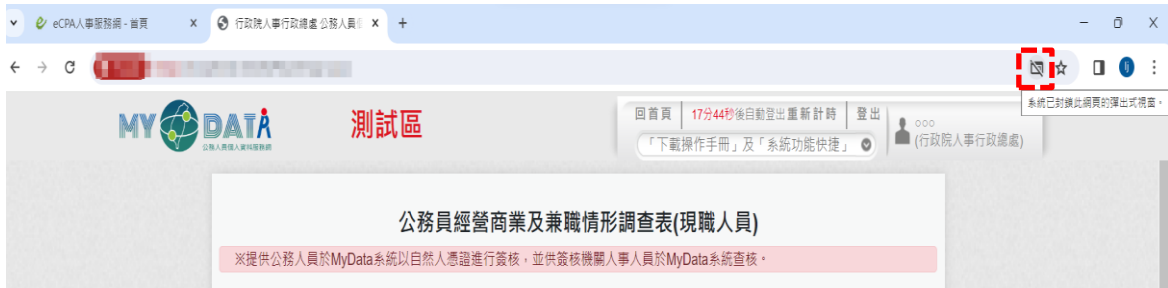 eCPA人事服務網 - 首頁
行政院人事行政總處公務人員個
系統已封鎖此網頁的彈出式視窗。
MYDATA
公務人員個人資料服務網
測試區
回首頁 17分44秒後自動登出重新計時 登出
「下載操作手冊」及「系統功能快捷」
○○○
(行政院人事行政總處)
公務員經營商業及兼職情形調查表(現職人員)
※提供公務人員於MyData系統以自然人憑證進行簽核，並供簽核機關人事人員於MyData系統查核。